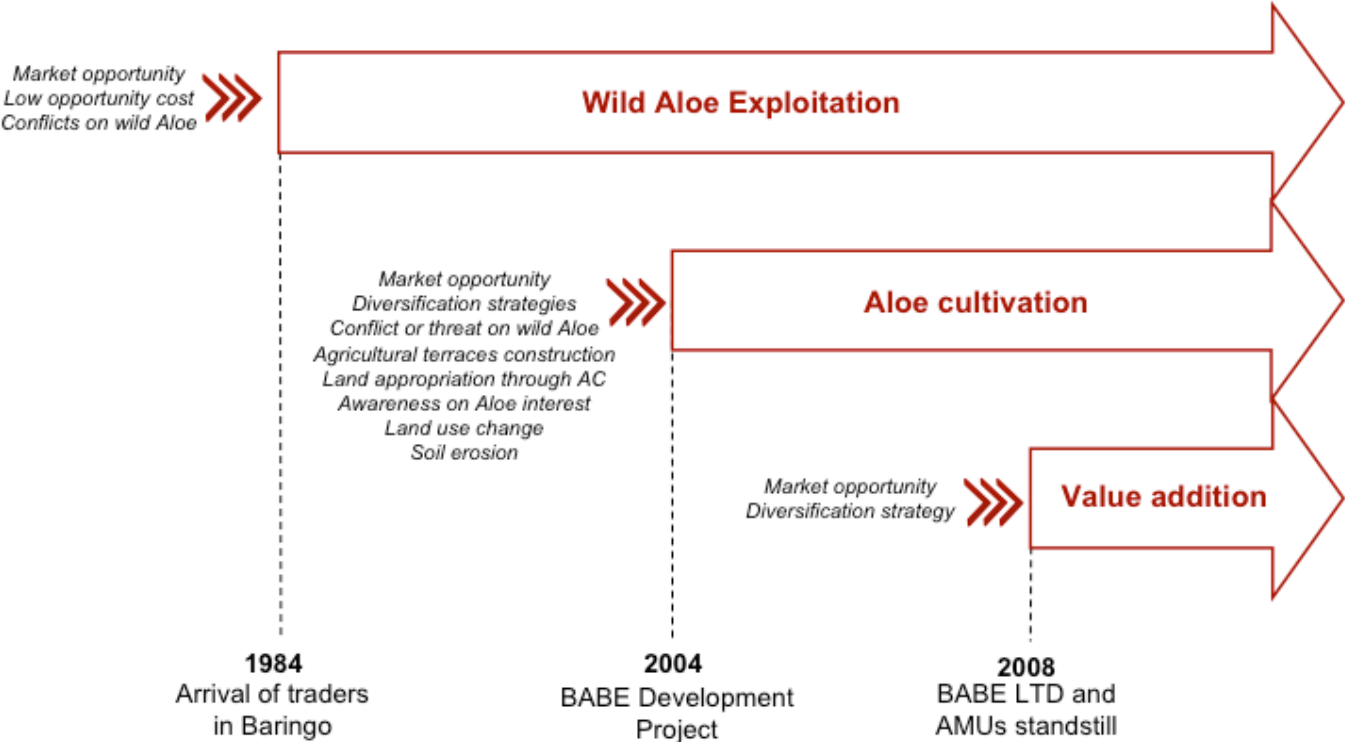 Market opportunity
Low opportunity cost
Conflicts on wild Aloe
Wild Aloe Exploitation
Market opportunity
Diversification strategies
Conflict or threat on wild Aloe
Agricultural terraces construction
Land appropriation through AC
Awareness on Aloe interest
Land use change
Soil erosion
Aloe cultivation
Market opportunity
Diversification strategy
Value addition
1984
Arrival of traders
in Baringo
2004
BABE Development
Project
2008
BABE LTD and
AMUs standstill